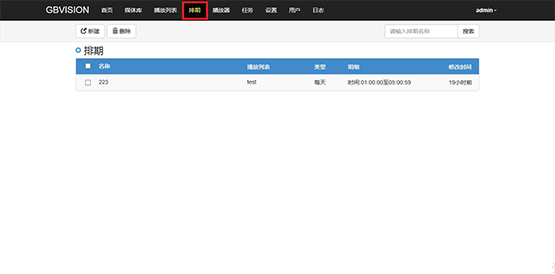 GBVISION 首页 媒体库 播放列表 排期 播放器 任务 设置 用户 日志 admin
新建 删除 请输入排期名称 搜索
排期
名称 播放列表 类型 明细 修改时间
223 test 每天 时间:01:00:00至05:00:59 19小时前